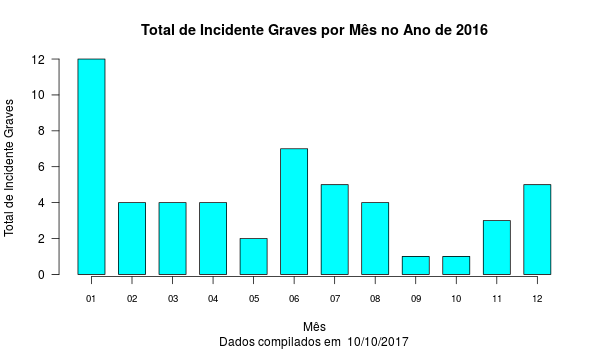 Total de Incidente Graves por Mês no Ano de 2016
Total de Incidente Graves
12
10
8
6
4
2
0
01 02 03 04 05 06 07 08 09 10 11 12
Mês
Dados compilados em  10/10/2017